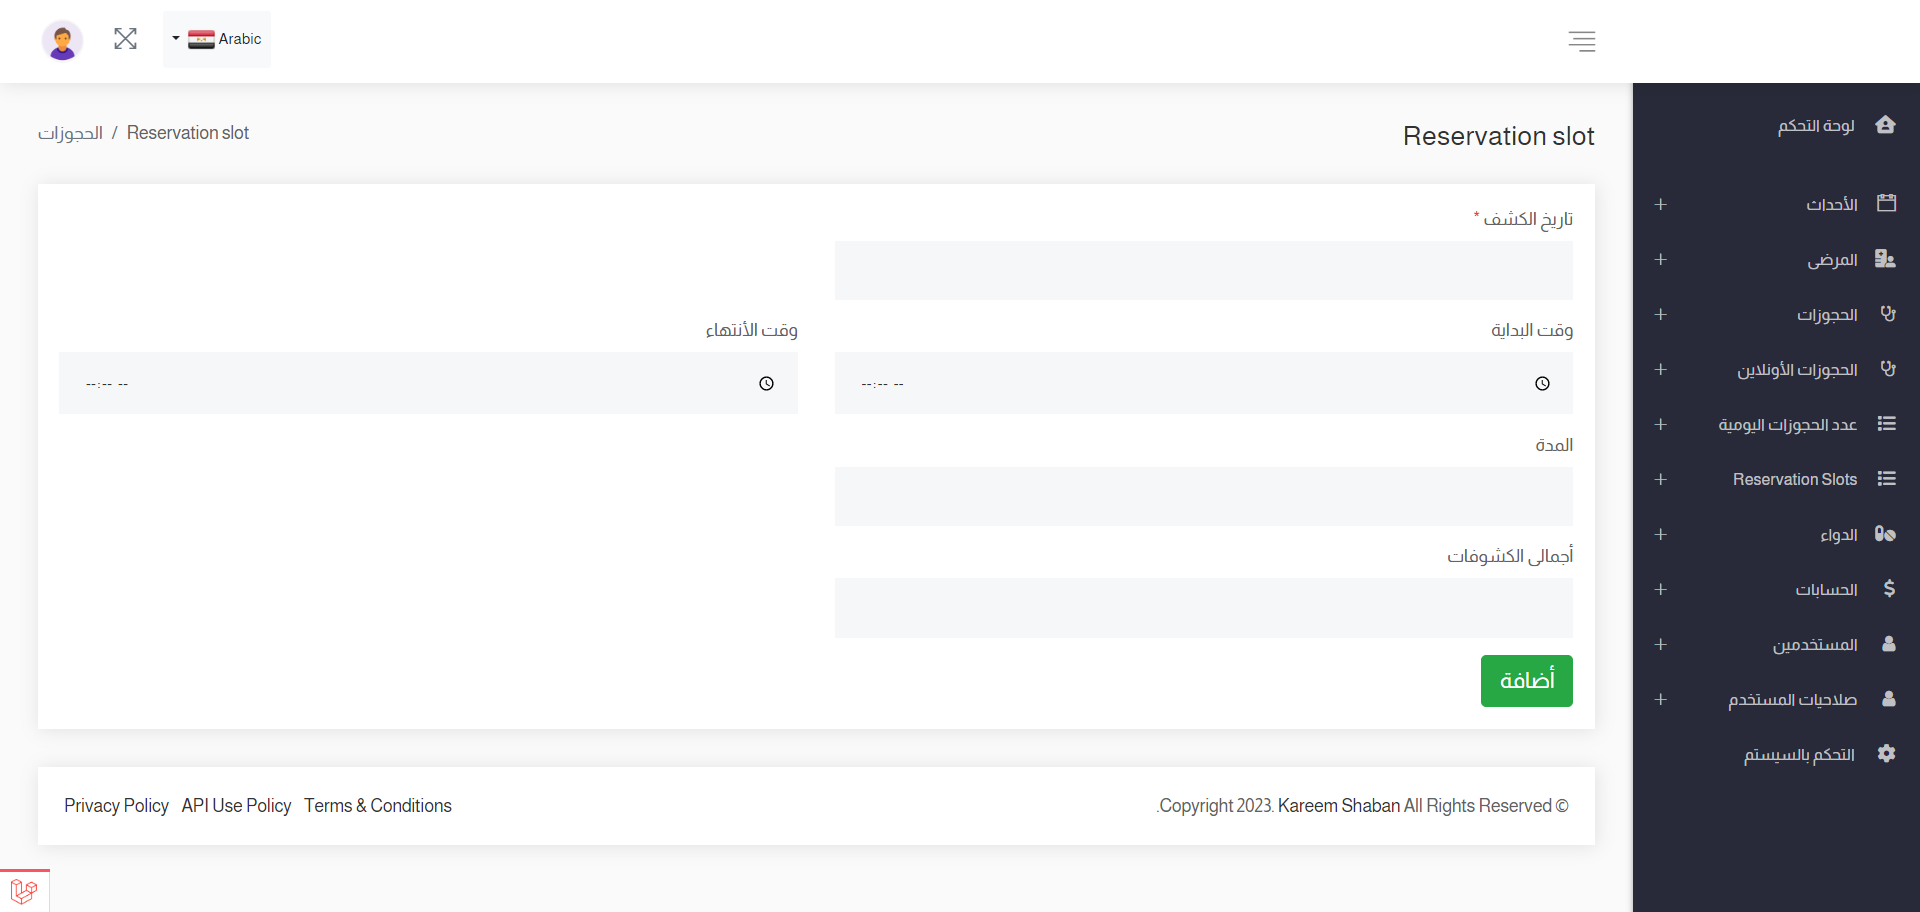 Arabic
لوحة التحكم
الأحداث
المرضى
الحجوزات
الحجوزات الأونلاين
عدد الحجوزات اليومية
Reservation Slots
الدواء
الحسابات
المستخدمين
صلاحيات المستخدم
التحكم بالسيستم
Reservation slot
الحجوزات / Reservation slot
تاريخ الكشف *
وقت البداية
وقت الأنتهاء
--:-- --
--:-- --
المدة
أجمالى الكشوفات
أضافة
.Copyright 2023. Kareem Shaban All Rights Reserved ©
Privacy Policy API Use Policy Terms & Conditions